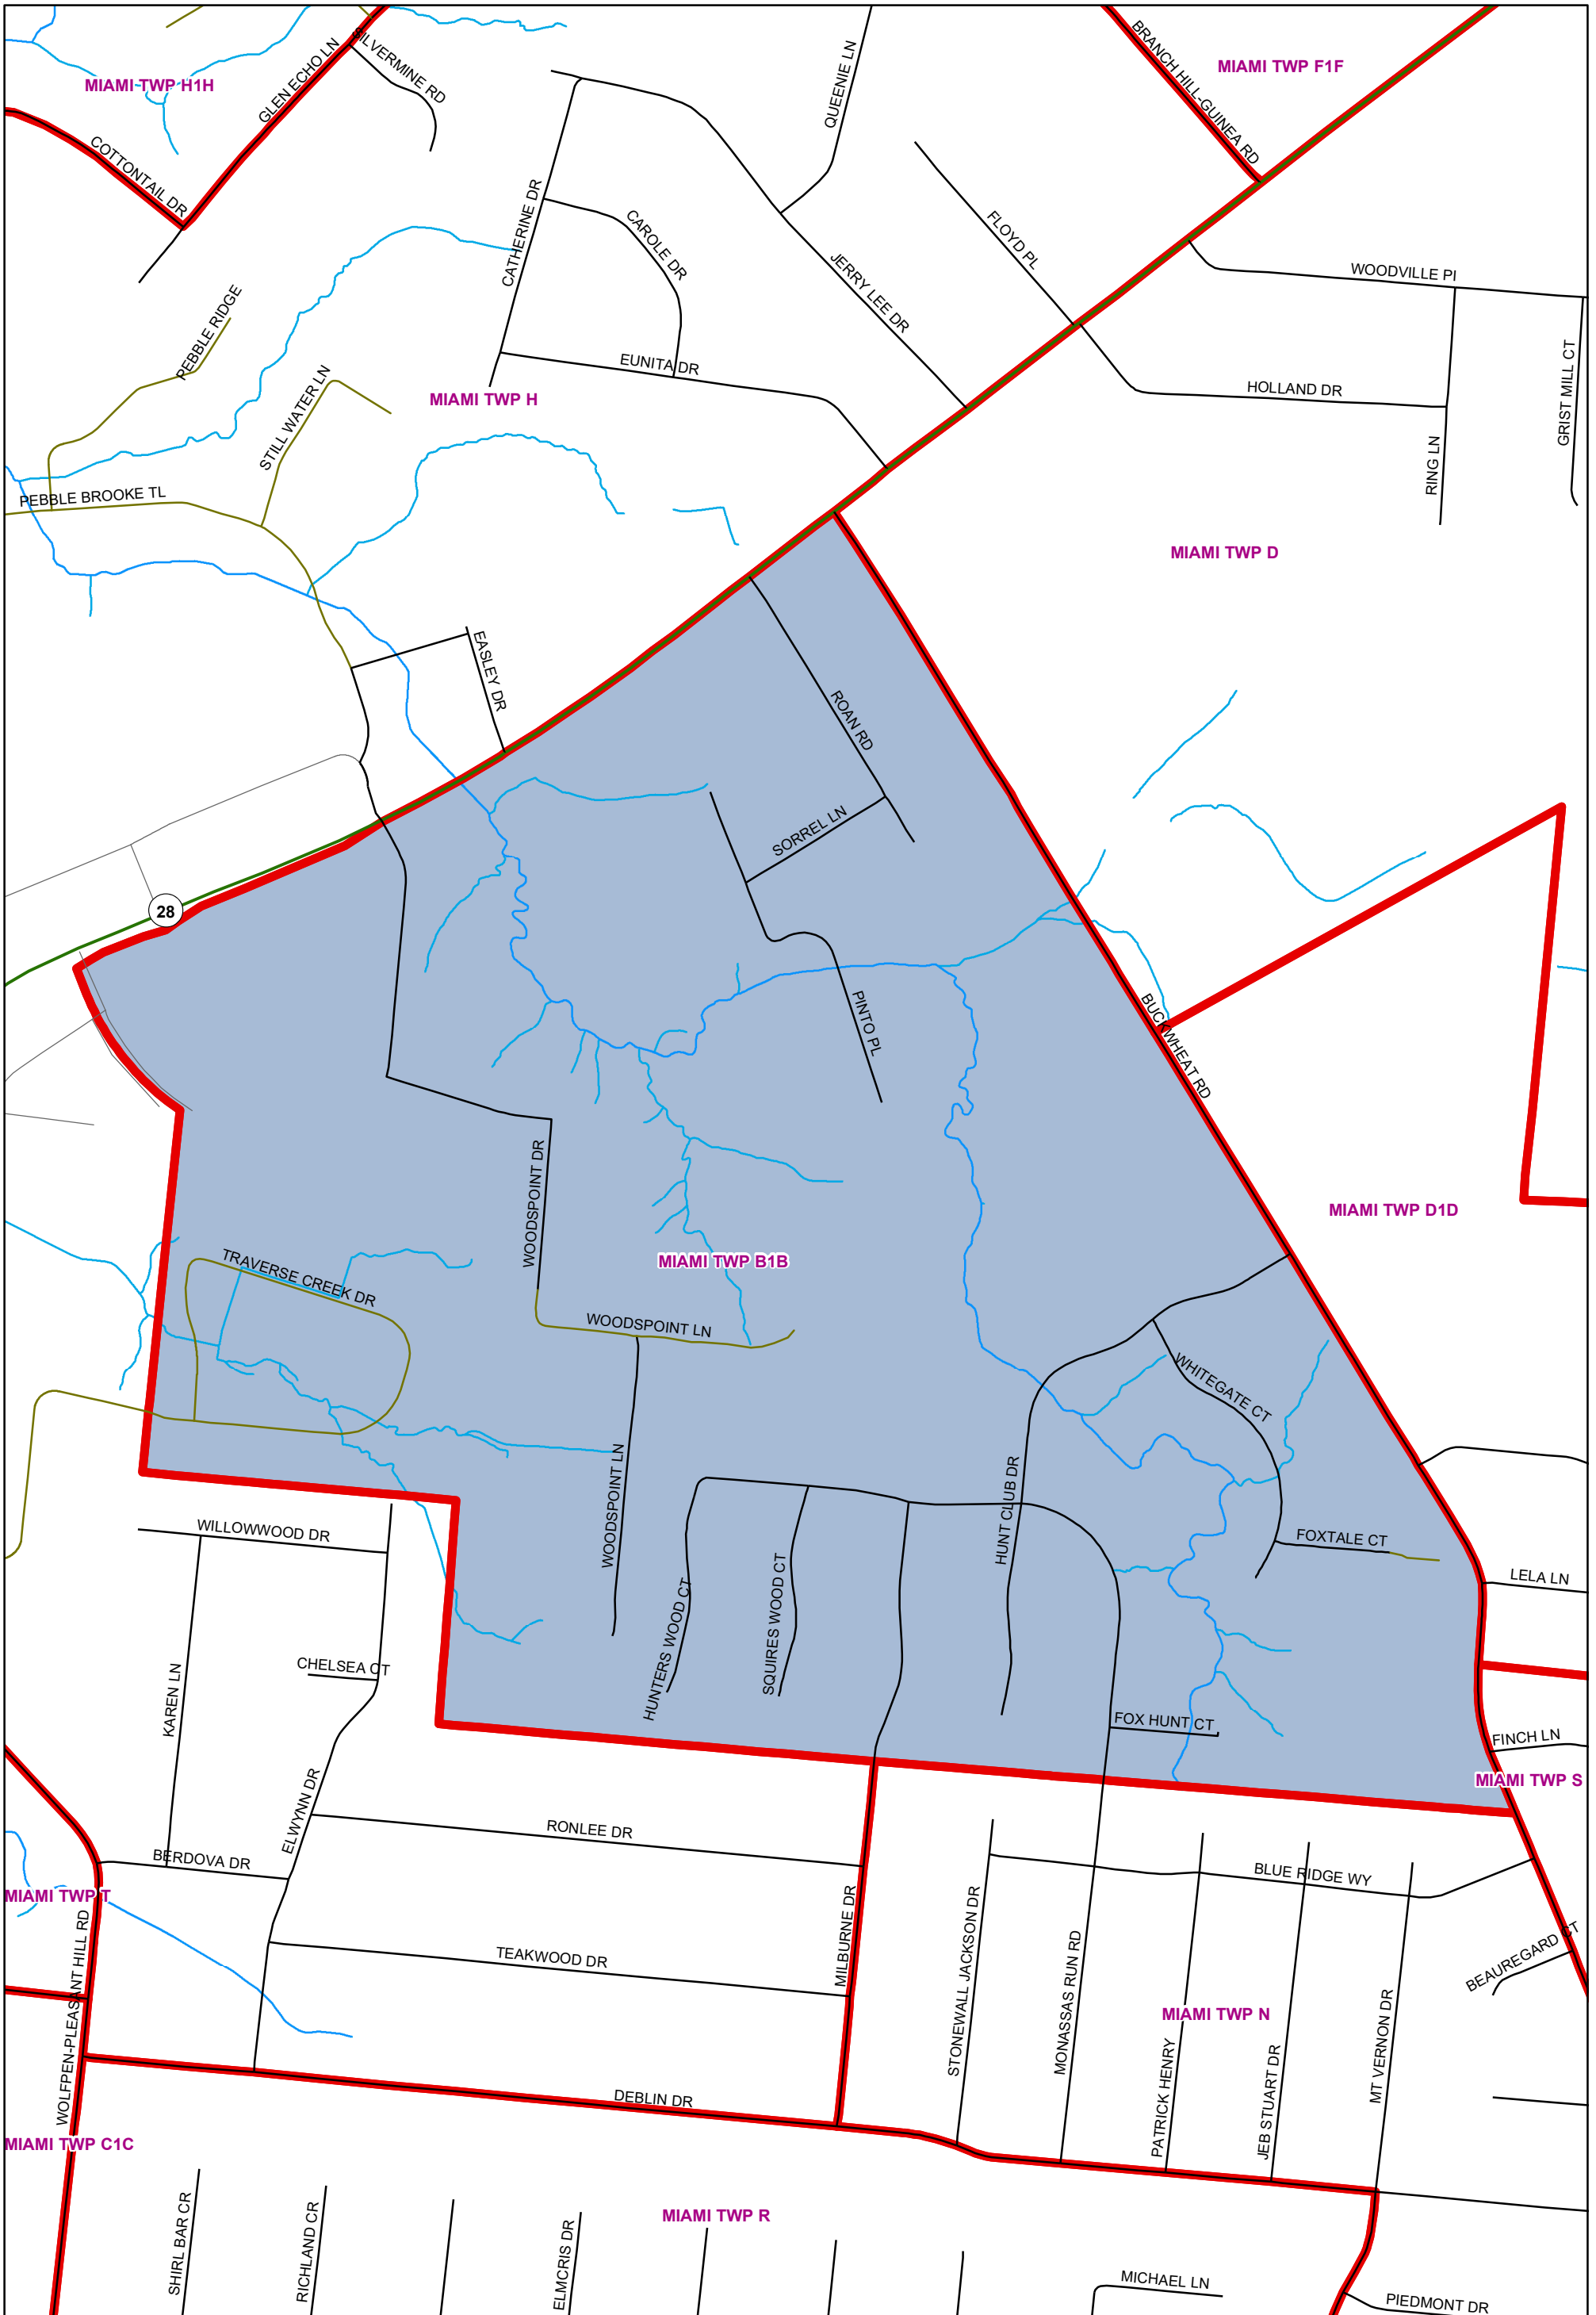 BRANCH HILL-GUINEA RD
MIAMI TWP F1F
MIAMI TWP H1H
GLEN ECHO LN
SILVERMINE RD
QUEENIE LN
COTTONTAIL DR
CATHERINE DR
CAROLE DR
FLOYD PL
JERRY LEE DR
WOODVILLE PI
PEBBLE RIDGE
STILL WATER LN
EUNITA DR
MIAMI TWP H
HOLLAND DR
GRIST MILL CT
RING LN
PEBBLE BROOKE TL
MIAMI TWP D
EASLEY DR
ROAN RD
SORREL LN
28
PINTO PL
BUCKWHEAT RD
WOODSPOINT DR
MIAMI TWP D1D
MIAMI TWP B1B
TRAVERSE CREEK DR
WOODSPOINT LN
WHITEGATE CT
WOODSPOINT LN
HUNT CLUB DR
WILLOWWOOD DR
FOXTALE CT
LELA LN
HUNTERS WOOD CT
SQUIRES WOOD CT
CHELSEA CT
KAREN LN
FOX HUNT CT
FINCH LN
MIAMI TWP S
ELWYNN DR
RONLEE DR
BERDOVA DR
BLUE RIDGE WY
MIAMI TWP T
WOLFPEN-PLEASANT HILL RD
TEAKWOOD DR
MILBURNE DR
STONEWALL JACKSON DR
MONASSAS RUN RD
BEAUREGARD CT
MIAMI TWP N
PATRICK HENRY
JEB STUART DR
MT VERNON DR
DEBLIN DR
MIAMI TWP C1C
SHIRL BAR CR
RICHLAND CR
ELMCRIS DR
MIAMI TWP R
MICHAEL LN
PIEDMONT DR